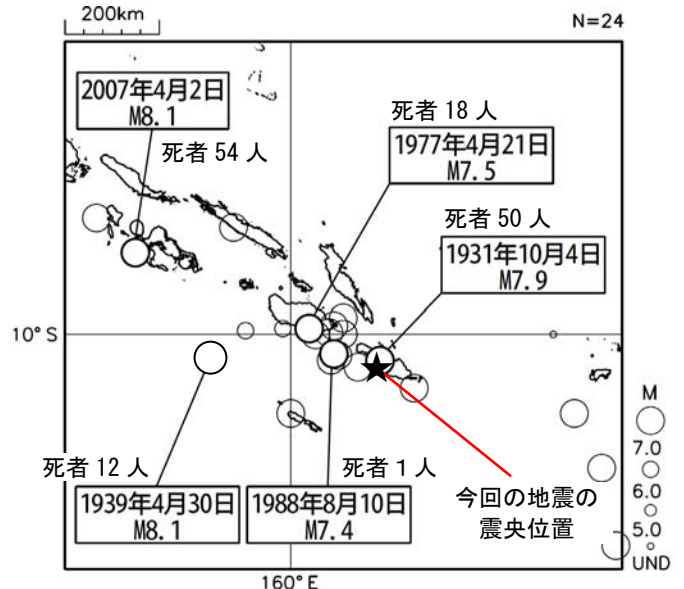 200km
N=24
2007年4月2日
M8.1
死者 54 人
死者 18 人
1977年4月21日
M7.5
死者 50 人
1931年10月4日
M7.9
10°S
死者 12 人
1939年4月30日
M8.1
死者 1 人
1988年8月10日
M7.4
今回の地震の
震央位置
M
7.0
6.0
5.0
UND
160°E